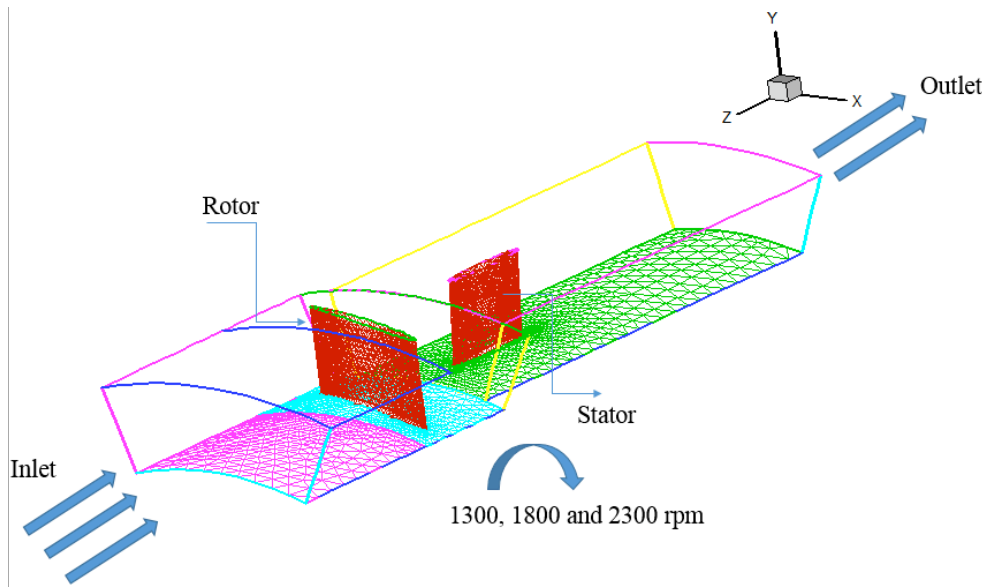 Y
X
Z
Outlet
Rotor
Stator
Inlet
1300, 1800 and 2300 rpm